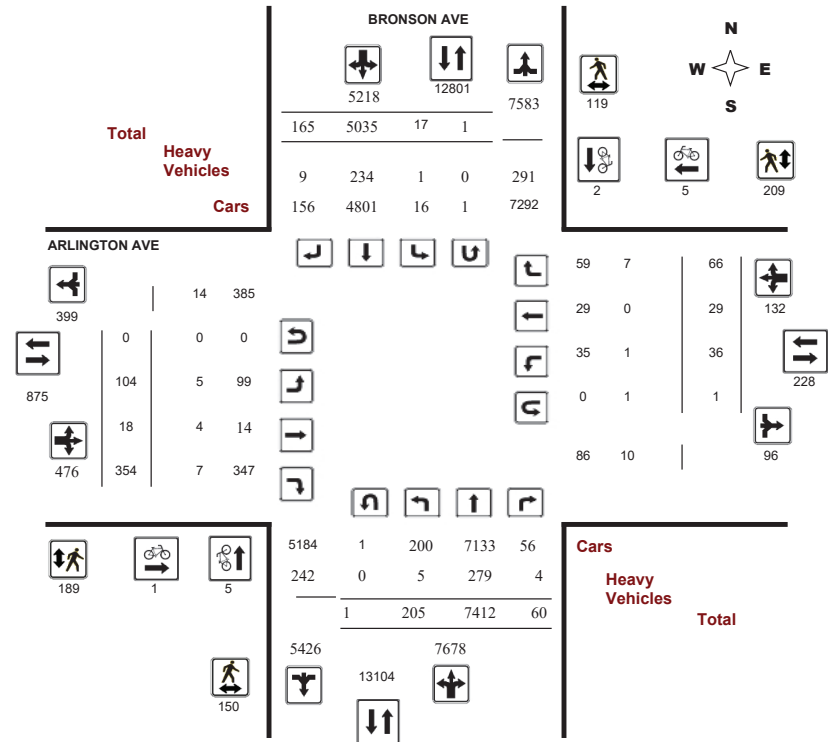 BRONSON AVE
N
W E
S
12801
5218
7583
119
165 5035 17 1
Total
Heavy
Vehicles
Cars
9 234 1 0 291
156 4801 16 1 7292
2 5 209
ARLINGTON AVE
59 7 66
14 385
399
132
29 0 29
0 0 0
35 1 36
875
104 5 99
228
0 1 1
18 4 14
476
354 7 347
86 10
96
5184 1 200 7133 56
Cars
242 0 5 279 4
Heavy
Vehicles
189 1 5
1 205 7412 60
Total
5426
7678
13104
150